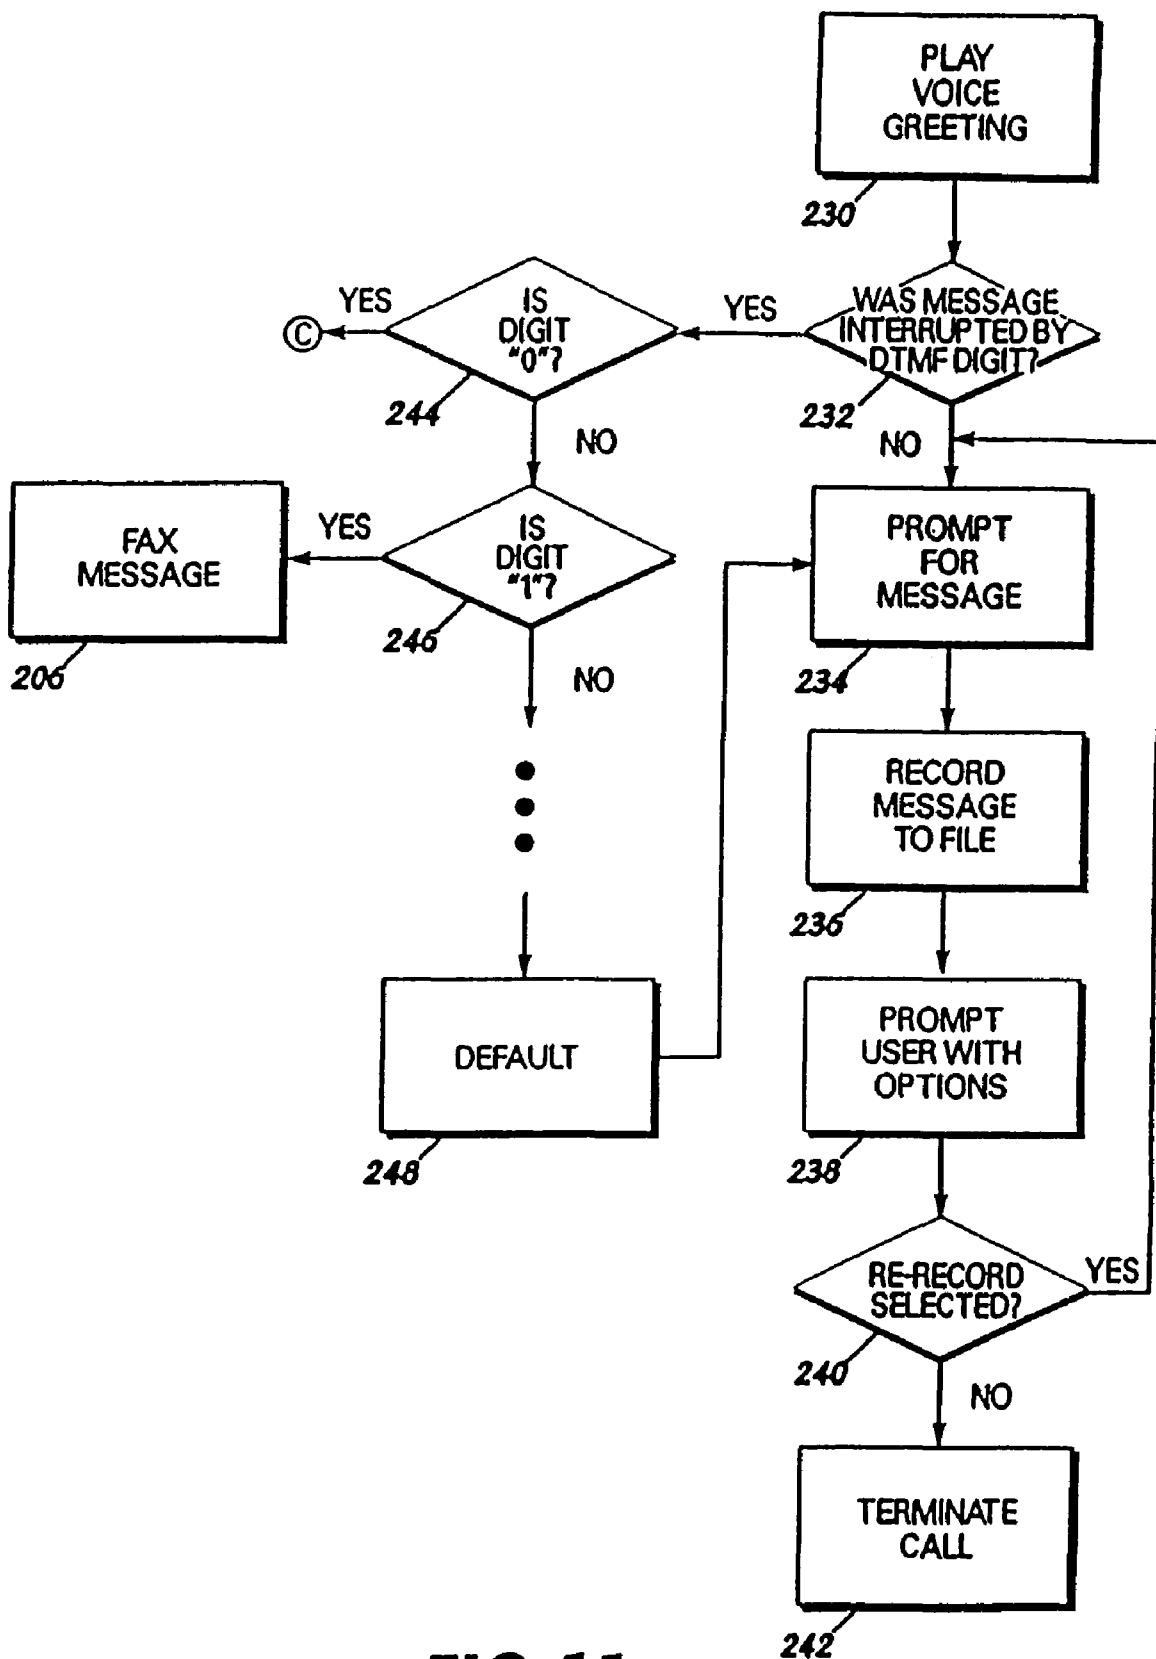 PLAY
VOICE
GREETING
230
WAS MESSAGE
INTERRUPTED BY
DTMF DIGIT?
232
YES
NO
IS
DIGIT
"0"?
244
YES
C
NO
IS
DIGIT
"1"?
246
YES
FAX
MESSAGE
206
NO
DEFAULT
248
PROMPT
FOR
MESSAGE
234
RECORD
MESSAGE
TO FILE
236
PROMPT
USER WITH
OPTIONS
238
RE-RECORD
SELECTED?
240
YES
NO
TERMINATE
CALL
242